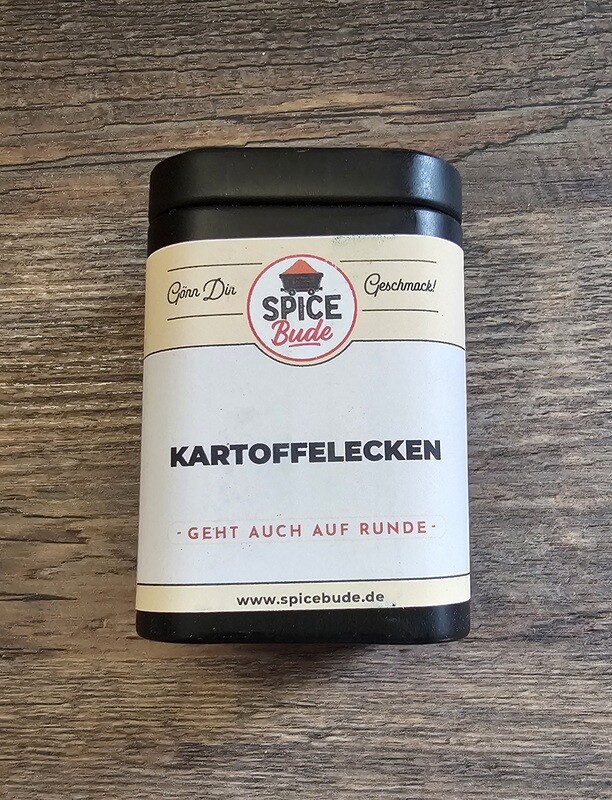 Gönn Dir
SPICE
Bude
Geschmack!
KARTOFFELECKEN
- GEHT AUCH AUF RUNDE -
www.spicebude.de